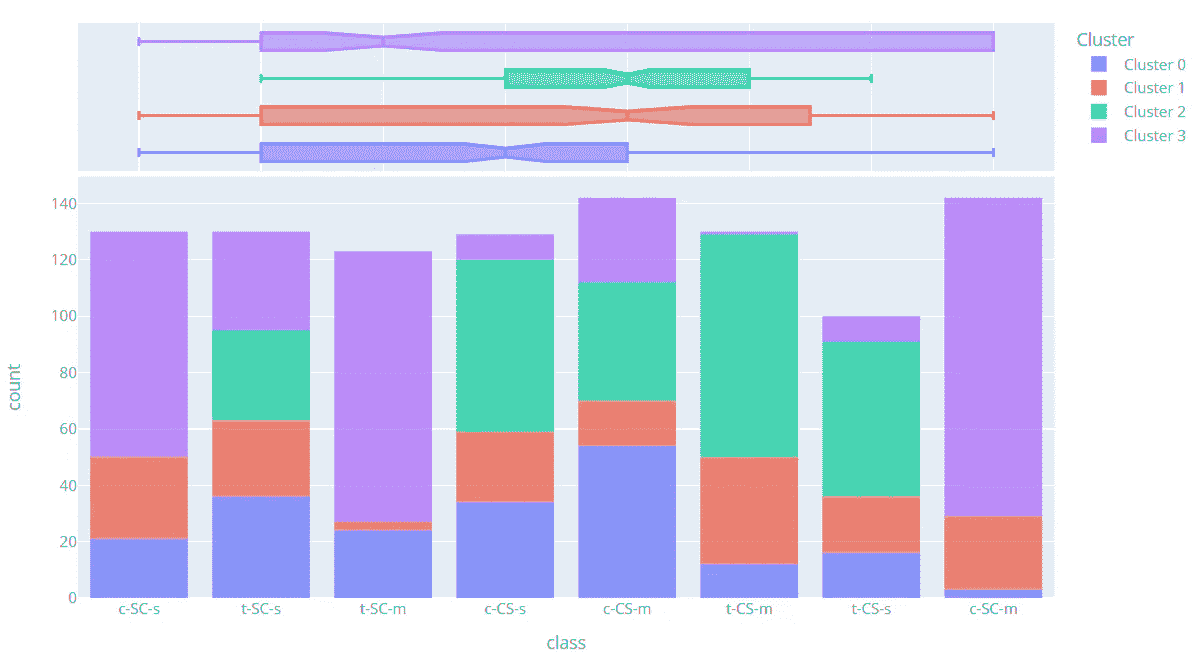 Cluster
Cluster 0
Cluster 1
Cluster 2
Cluster 3
140
120
100
80
60
40
20
0
count
c-SC-s t-SC-s t-SC-m c-CS-s c-CS-m t-CS-m t-CS-s c-SC-m
class